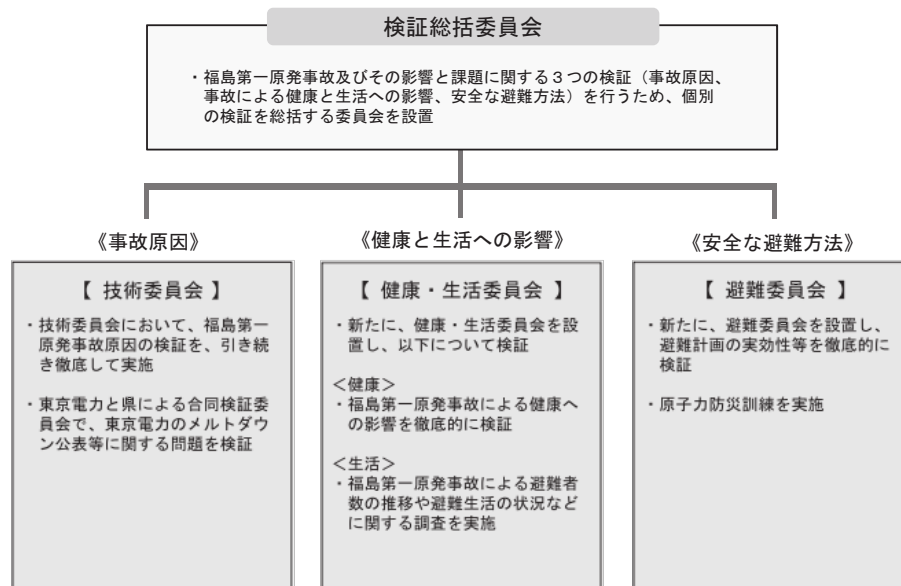 検証総括委員会
・福島第一原発事故及びその影響と課題に関する３つの検証（事故原因、
事故による健康と生活への影響、安全な避難方法）を行うため、個別
の検証を総括する委員会を設置
《事故原因》
【 技術委員会 】
・技術委員会において、福島第一
原発事故原因の検証を、引き続
き徹底して実施
・東京電力と県による合同検証委
員会で、東京電力のメルトダウ
ン公表等に関する問題を検証
《健康と生活への影響》
【 健康・生活委員会 】
・新たに、健康・生活委員会を設
置し、以下について検証
＜健康＞
・福島第一原発事故による健康へ
の影響を徹底的に検証
＜生活＞
・福島第一原発事故による避難者
数の推移や避難生活の状況など
に関する調査を実施
《安全な避難方法》
【 避難委員会 】
・新たに、避難委員会を設置し、
避難計画の実効性等を徹底的に
検証
・原子力防災訓練を実施